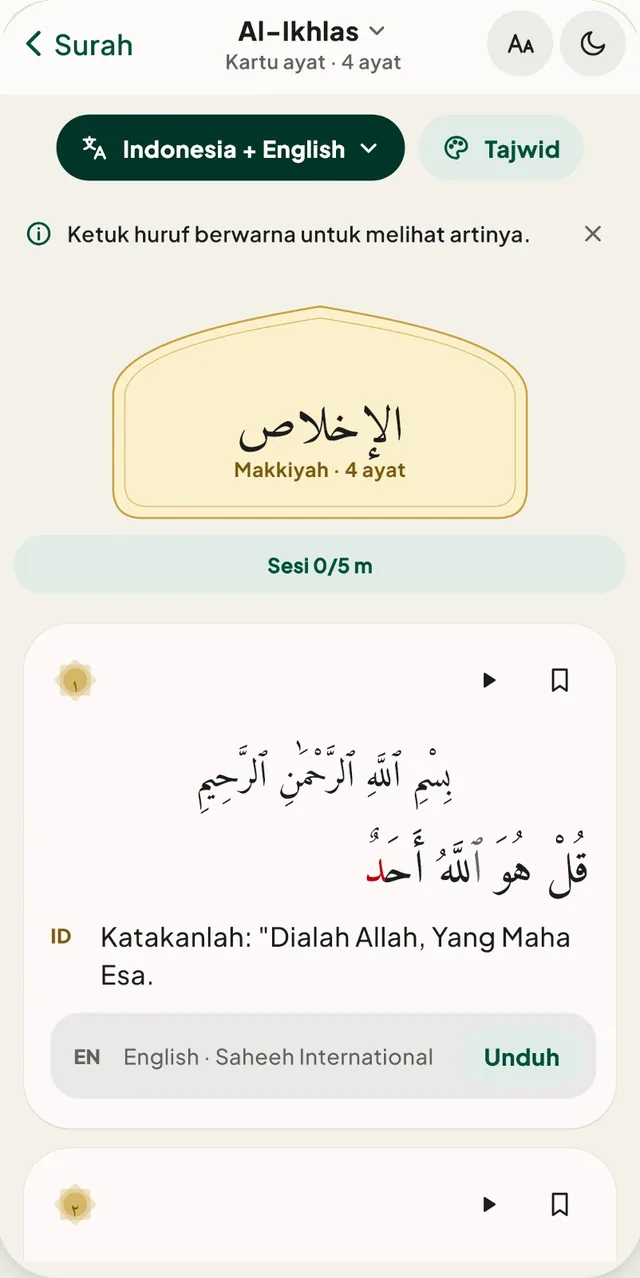 Surah
Al-Ikhlas
Kartu ayat · 4 ayat
AA
Indonesia + English
Tajwid
Ketuk huruf berwarna untuk melihat artinya.
الإخلاص
Makkiyah · 4 ayat
Sesi 0/5 m
١
بِسْمِ ٱللَّهِ ٱلرَّحْمَٰنِ ٱلرَّحِيمِ
قُلْ هُوَ ٱللَّهُ أَحَدٌ
ID Katakanlah: "Dialah Allah, Yang Maha
Esa.
EN English · Saheeh International Unduh
٢